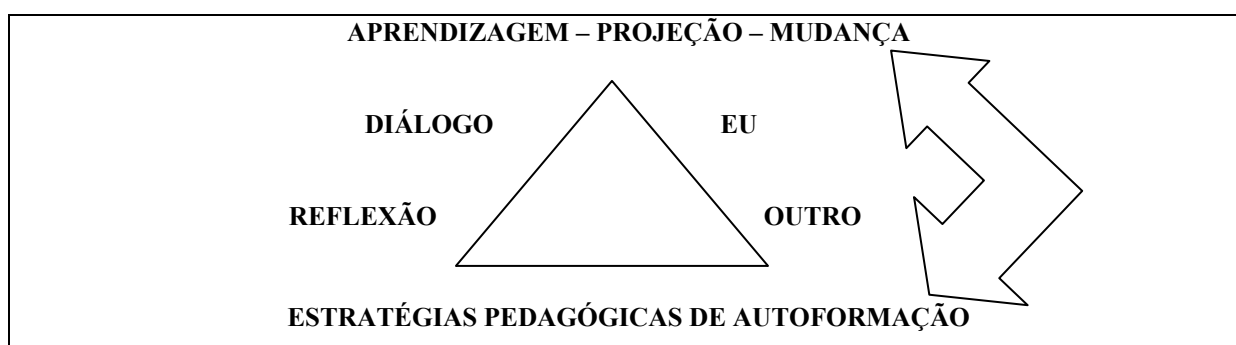 APRENDIZAGEM – PROJEÇÃO – MUDANÇA
DIÁLOGO EU
REFLEXÃO OUTRO
ESTRATÉGIAS PEDAGÓGICAS DE AUTOFORMAÇÃO